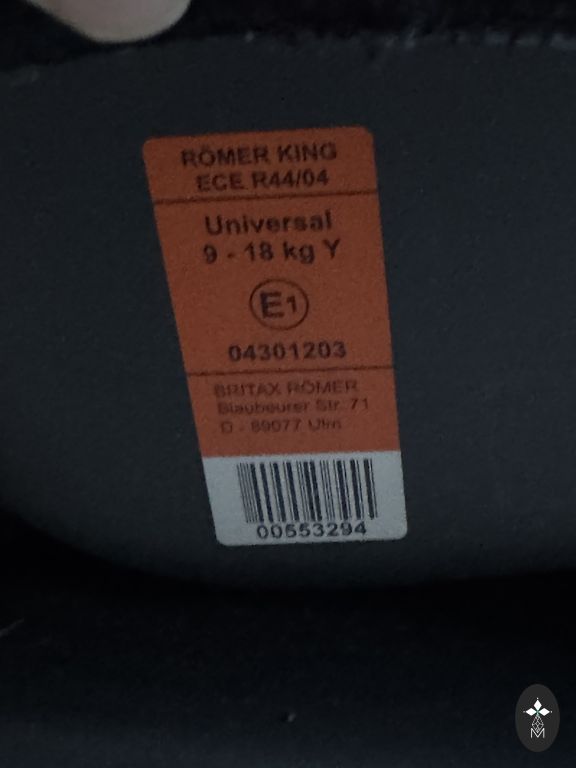 RÖMER KING
ECE R44/04
Universal
9 - 18 kg Y
E1
04301203
BRITAX RÖMER
Blaubeurer Str. 71
D - 89077 Ulm
00553294
M